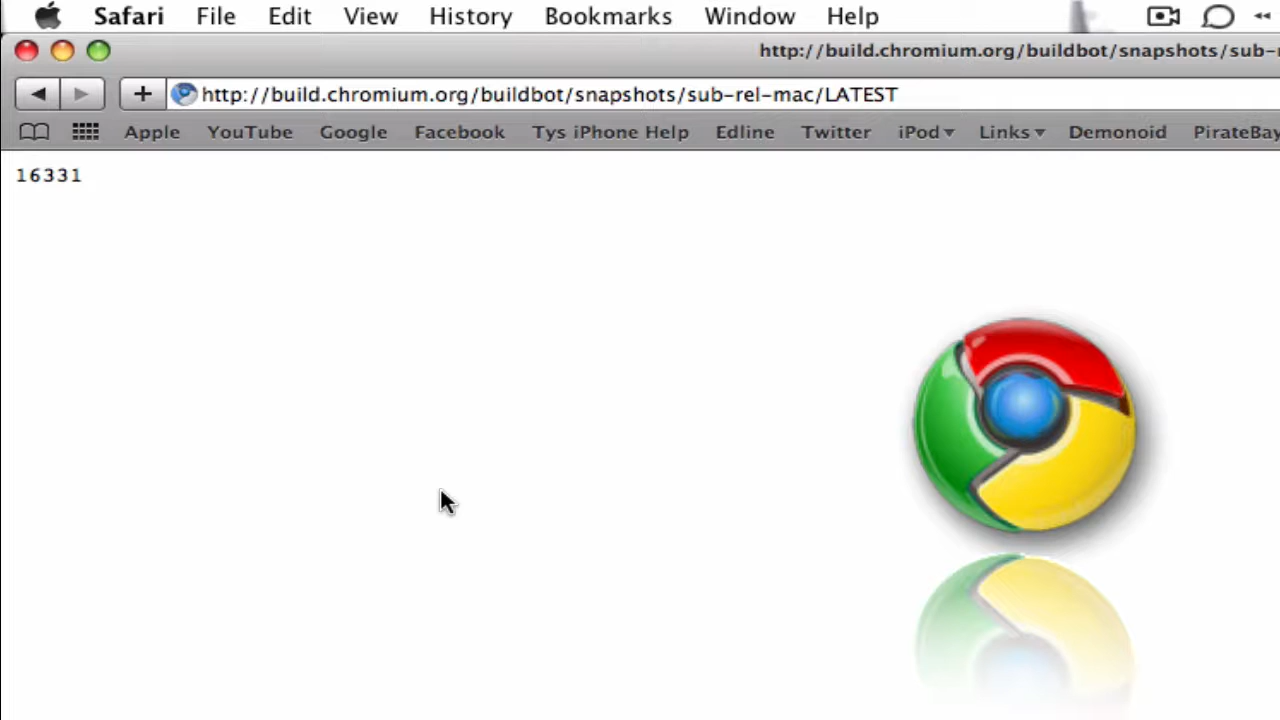 Safari File Edit View History Bookmarks Window Help
http://build.chromium.org/buildbot/snapshots/sub-r
http://build.chromium.org/buildbot/snapshots/sub-rel-mac/LATEST
Apple YouTube Google Facebook Tys iPhone Help Edline Twitter iPod Links Demonoid PirateBay
16331